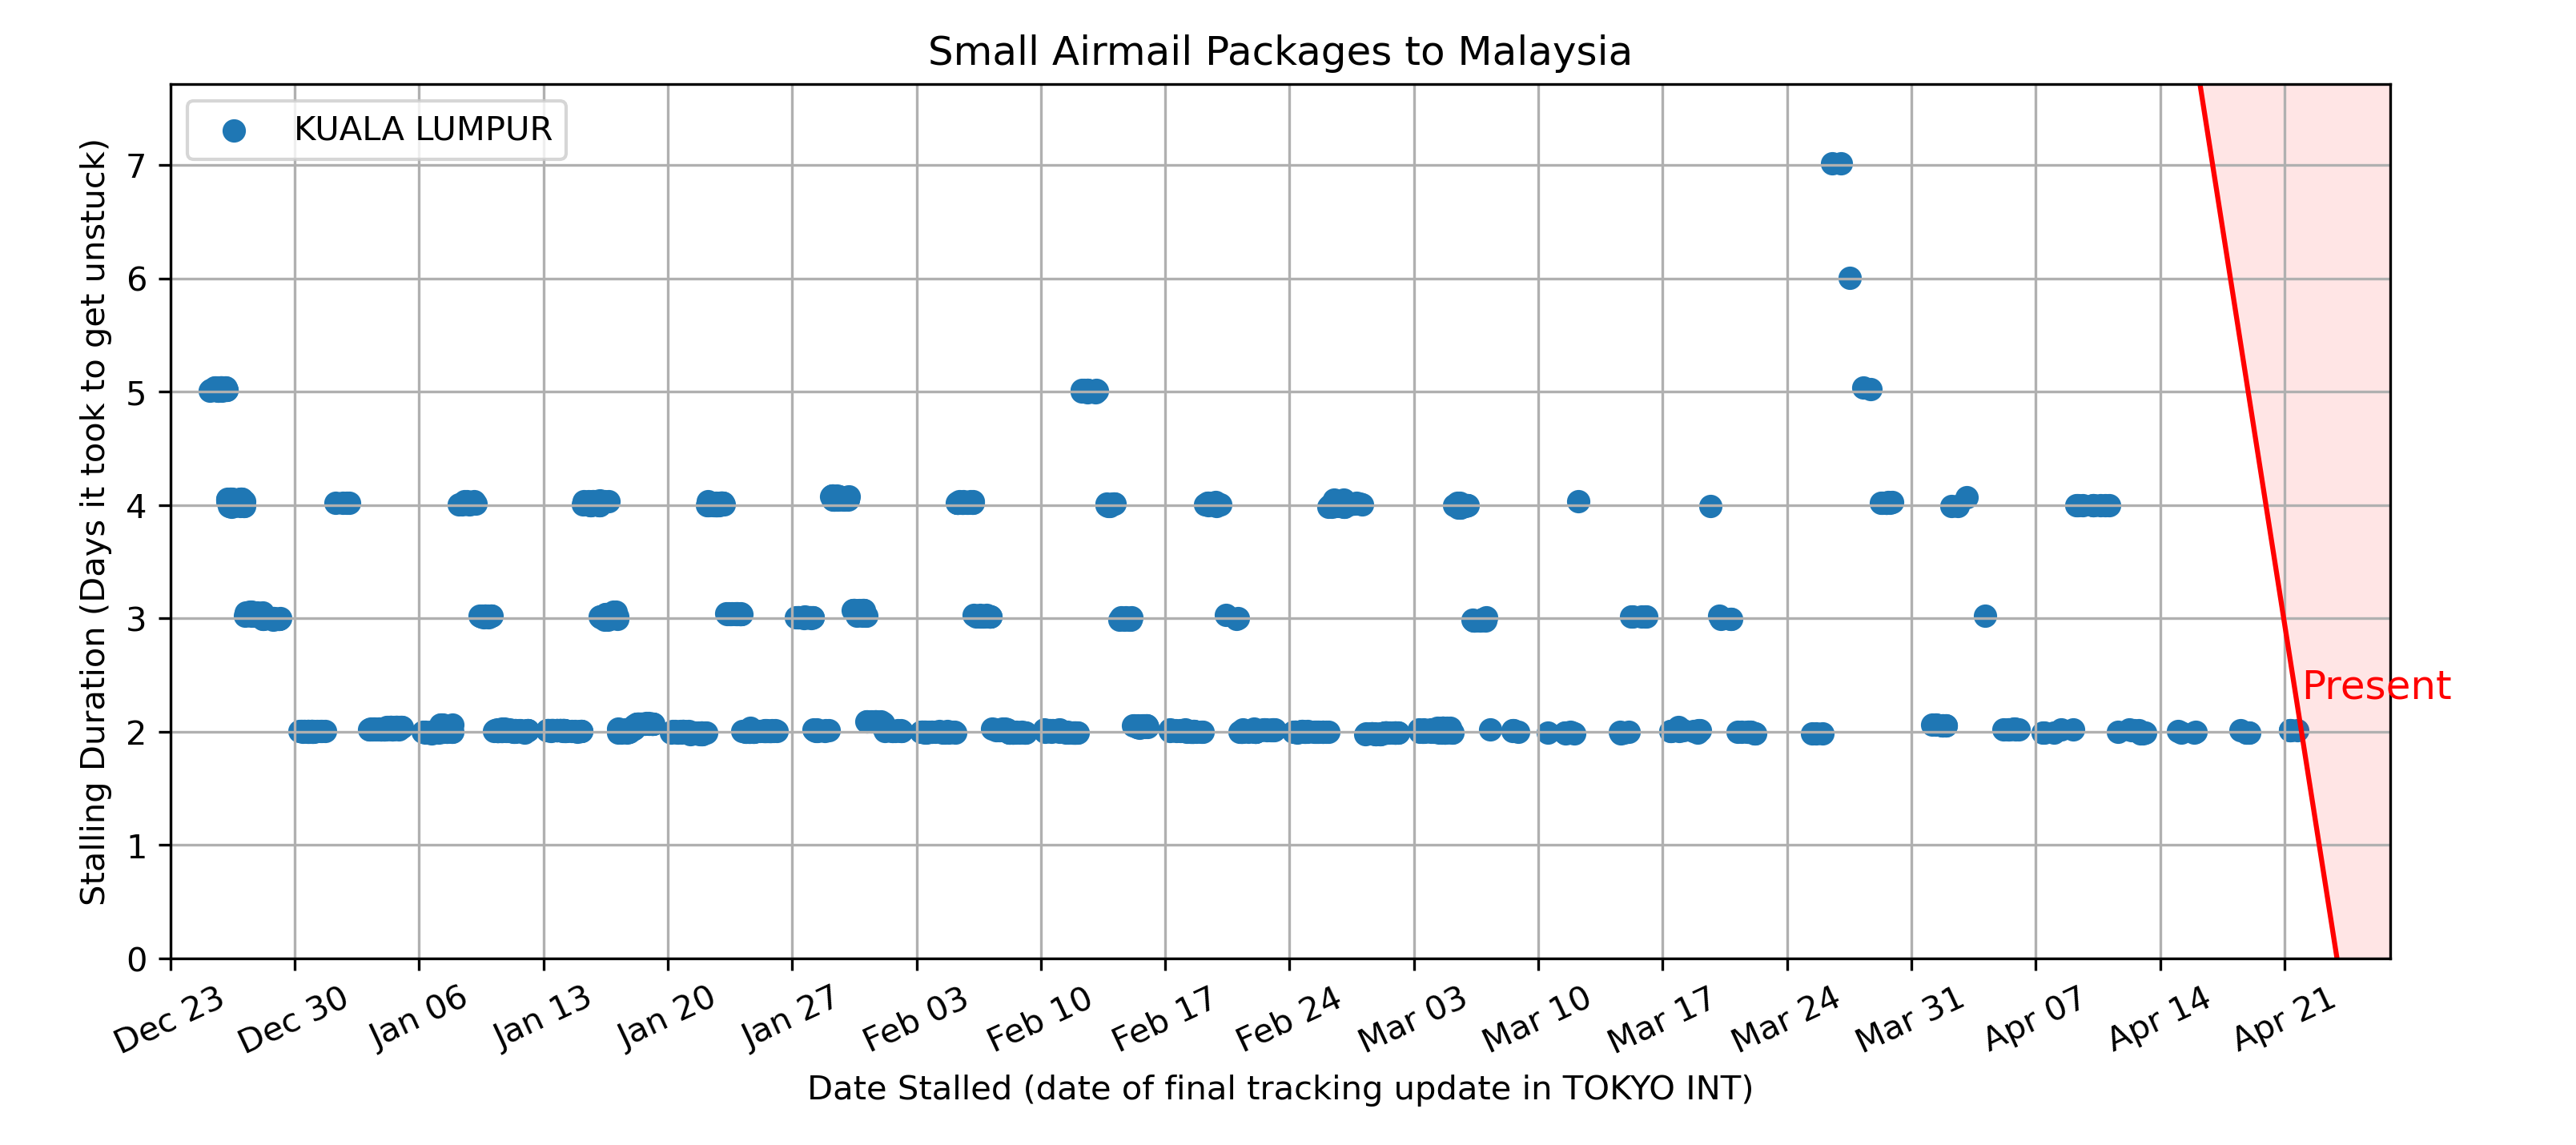 Small Airmail Packages to Malaysia
KUALA LUMPUR
Stalling Duration (Days it took to get unstuck)
7
6
5
4
3
2
1
0
Present
Dec 23
Dec 30
Jan 06
Jan 13
Jan 20
Jan 27
Feb 03
Feb 10
Feb 17
Feb 24
Mar 03
Mar 10
Mar 17
Mar 24
Mar 31
Apr 07
Apr 14
Apr 21
Date Stalled (date of final tracking update in TOKYO INT)